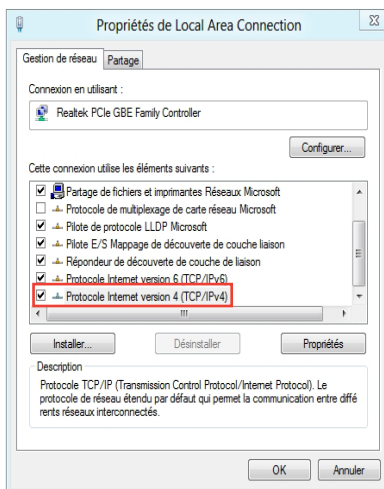 Propriétés de Local Area Connection
Gestion de réseau Partage
Connexion en utilisant :
Realtek PCIe GBE Family Controller
Configurer...
Cette connexion utilise les éléments suivants :
Partage de fichiers et imprimantes Réseaux Microsoft
Protocole de multiplexage de carte réseau Microsoft
Pilote de protocole LLDP Microsoft
Pilote E/S Mappage de découverte de couche liaison
Répondeur de découverte de couche de liaison
Protocole Internet version 6 (TCP/IPv6)
Protocole Internet version 4 (TCP/IPv4)
Installer... Désinstaller Propriétés
Description
Protocole TCP/IP (Transmission Control Protocol/Internet Protocol). Le
protocole de réseau étendu par défaut qui permet la communication entre diffé
rents réseaux interconnectés.
OK Annuler